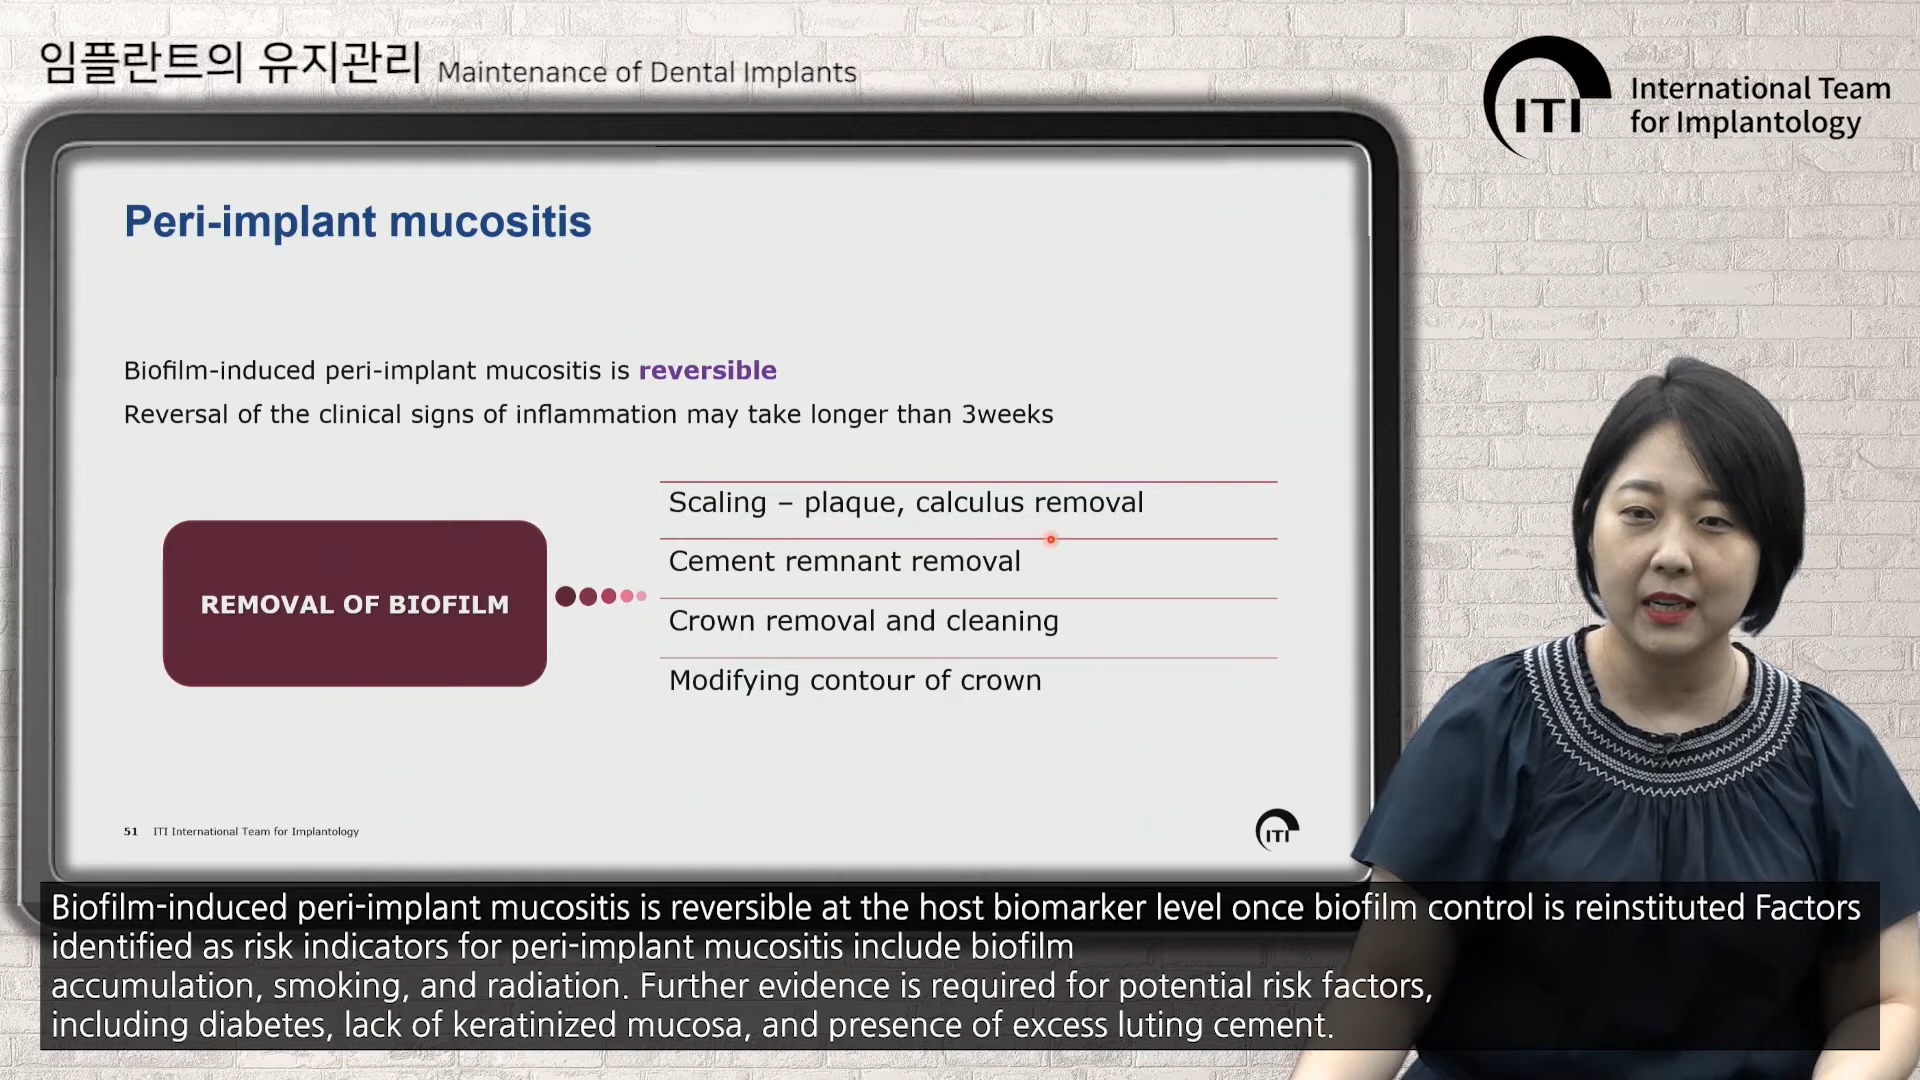 임플란트의 유지관리 Maintenance of Dental Implants
ITI International Team
for Implantology
Peri-implant mucositis
Biofilm-induced peri-implant mucositis is reversible
Reversal of the clinical signs of inflammation may take longer than 3weeks
REMOVAL OF BIOFILM
Scaling – plaque, calculus removal
Cement remnant removal
Crown removal and cleaning
Modifying contour of crown
51 ITI International Team for Implantology
ITI
Biofilm-induced peri-implant mucositis is reversible at the host biomarker level once biofilm control is reinstituted Factors
identified as risk indicators for peri-implant mucositis include biofilm
accumulation, smoking, and radiation. Further evidence is required for potential risk factors,
including diabetes, lack of keratinized mucosa, and presence of excess luting cement.